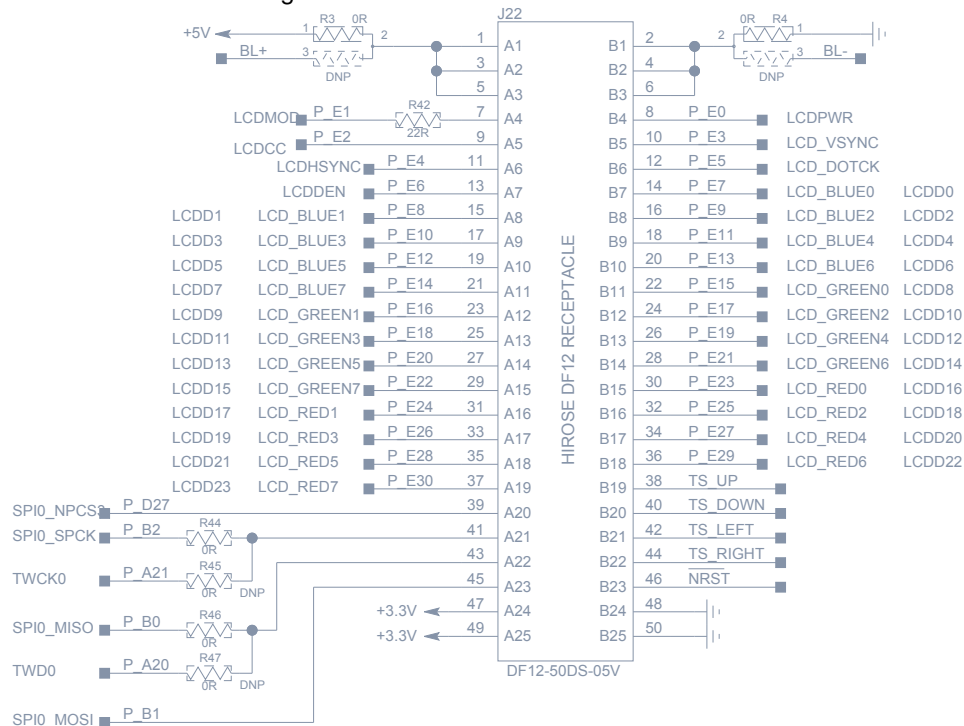 g
J22
R3 0R 0R R4
+5V 1 2 1 A1 B1 2 2 1
BL+ 3 3 A2 B2 4 3 BL-
DNP 5 A3 B3 6 DNP
LCDMOD P_E1 R42 22R 7 A4 B4 8 P_E0 LCDPWR
LCDCC P_E2 9 A5 B5 10 P_E3 LCD_VSYNC
LCDHSYNC P_E4 11 A6 B6 12 P_E5 LCD_DOTCK
LCDDEN P_E6 13 A7 B7 14 P_E7 LCD_BLUE0 LCDD0
LCDD1 LCD_BLUE1 P_E8 15 A8 B8 16 P_E9 LCD_BLUE2 LCDD2
LCDD3 LCD_BLUE3 P_E10 17 A9 B9 18 P_E11 LCD_BLUE4 LCDD4
LCDD5 LCD_BLUE5 P_E12 19 A10 B10 20 P_E13 LCD_BLUE6 LCDD6
LCDD7 LCD_BLUE7 P_E14 21 A11 B11 22 P_E15 LCD_GREEN0 LCDD8
LCDD9 LCD_GREEN1 P_E16 23 A12 B12 24 P_E17 LCD_GREEN2 LCDD10
LCDD11 LCD_GREEN3 P_E18 25 A13 B13 26 P_E19 LCD_GREEN4 LCDD12
LCDD13 LCD_GREEN5 P_E20 27 A14 B14 28 P_E21 LCD_GREEN6 LCDD14
LCDD15 LCD_GREEN7 P_E22 29 A15 B15 30 P_E23 LCD_RED0 LCDD16
LCDD17 LCD_RED1 P_E24 31 A16 B16 32 P_E25 LCD_RED2 LCDD18
LCDD19 LCD_RED3 P_E26 33 A17 B17 34 P_E27 LCD_RED4 LCDD20
LCDD21 LCD_RED5 P_E28 35 A18 B18 36 P_E29 LCD_RED6 LCDD22
LCDD23 LCD_RED7 P_E30 37 A19 B19 38 TS_UP
SPI0_NPCS3 P_D27 39 A20 B20 40 TS_DOWN
SPI0_SPCK P_B2 R44 0R 41 A21 B21 42 TS_LEFT
43 A22 B22 44 TS_RIGHT
TWCK0 P_A21 R45 0R DNP 45 A23 B23 46 NRST
+3.3V 47 A24 B24 48
SPI0_MISO P_B0 R46 0R +3.3V 49 A25 B25 50
HIROSE DF12 RECEPTACLE
TWD0 P_A20 R47 0R DNP DF12-50DS-05V
SPI0_MOSI P_B1